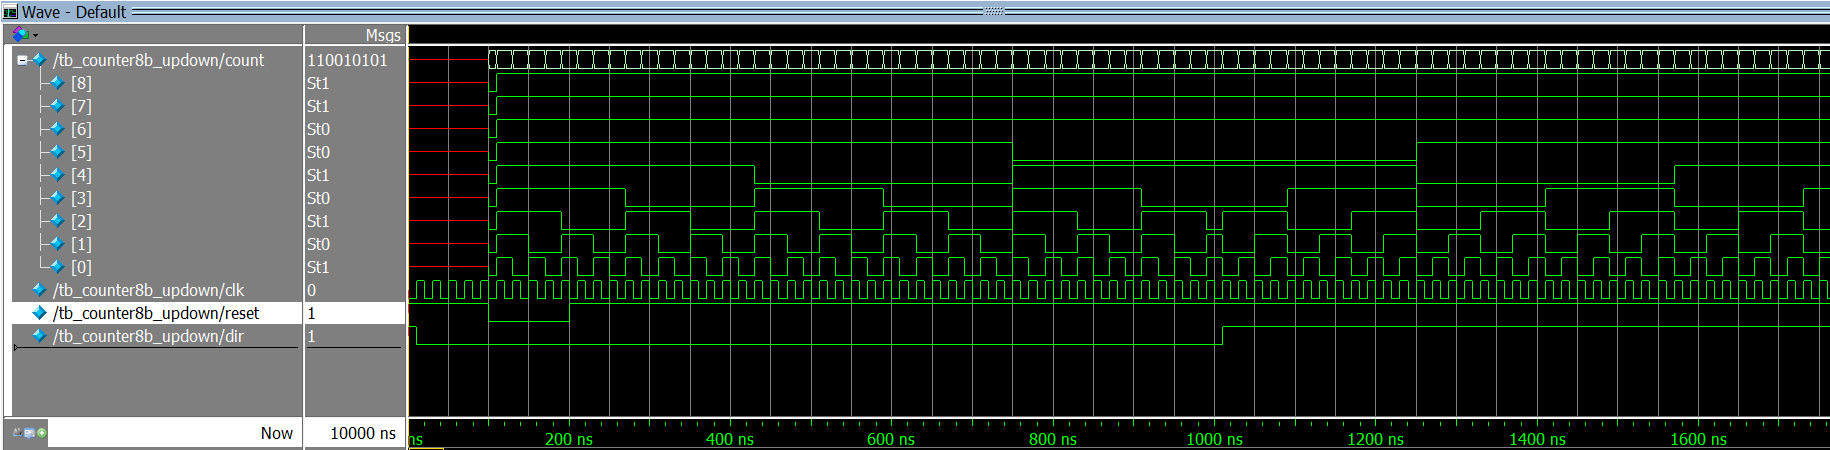 Wave - Default
Msgs
/tb_counter8b_updown/count 110010101
[8] St1
[7] St1
[6] St0
[5] St0
[4] St1
[3] St0
[2] St1
[1] St0
[0] St1
/tb_counter8b_updown/clk 0
/tb_counter8b_updown/reset 1
/tb_counter8b_updown/dir 1
Now 10000 ns
ns 200 ns 400 ns 600 ns 800 ns 1000 ns 1200 ns 1400 ns 1600 ns